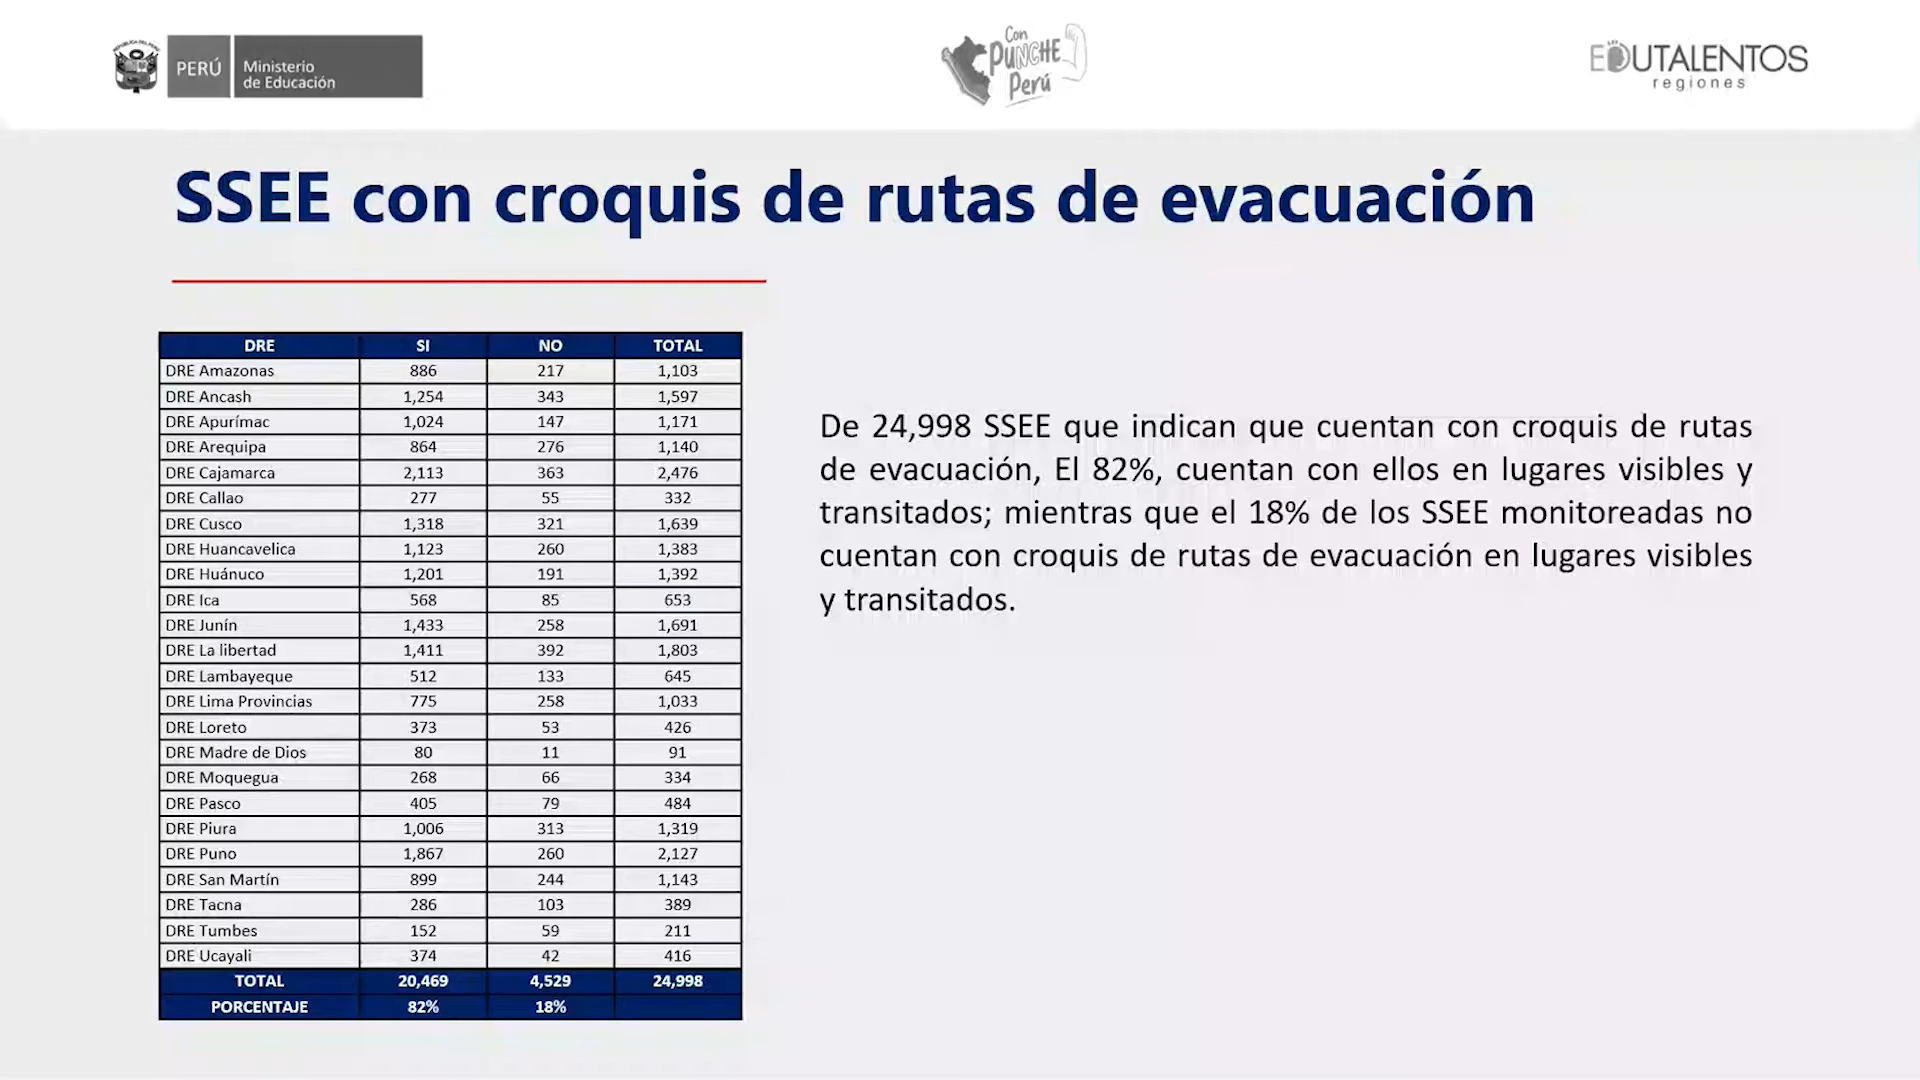 REPÚBLICA DEL PERÚ
PERÚ
Ministerio
de Educación
Con
PUNCHE
Perú
EDUTALENTOS
regiones
SSEE con croquis de rutas de evacuación
DRE SI NO TOTAL
DRE Amazonas 886 217 1,103
DRE Ancash 1,254 343 1,597
DRE Apurímac 1,024 147 1,171
DRE Arequipa 864 276 1,140
DRE Cajamarca 2,113 363 2,476
DRE Callao 277 55 332
DRE Cusco 1,318 321 1,639
DRE Huancavelica 1,123 260 1,383
DRE Huánuco 1,201 191 1,392
DRE Ica 568 85 653
DRE Junín 1,433 258 1,691
DRE La libertad 1,411 392 1,803
DRE Lambayeque 512 133 645
DRE Lima Provincias 775 258 1,033
DRE Loreto 373 53 426
DRE Madre de Dios 80 11 91
DRE Moquegua 268 66 334
DRE Pasco 405 79 484
DRE Piura 1,006 313 1,319
DRE Puno 1,867 260 2,127
DRE San Martín 899 244 1,143
DRE Tacna 286 103 389
DRE Tumbes 152 59 211
DRE Ucayali 374 42 416
TOTAL 20,469 4,529 24,998
PORCENTAJE 82% 18%
De 24,998 SSEE que indican que cuentan con croquis de rutas
de evacuación, El 82%, cuentan con ellos en lugares visibles y
transitados; mientras que el 18% de los SSEE monitoreadas no
cuentan con croquis de rutas de evacuación en lugares visibles
y transitados.